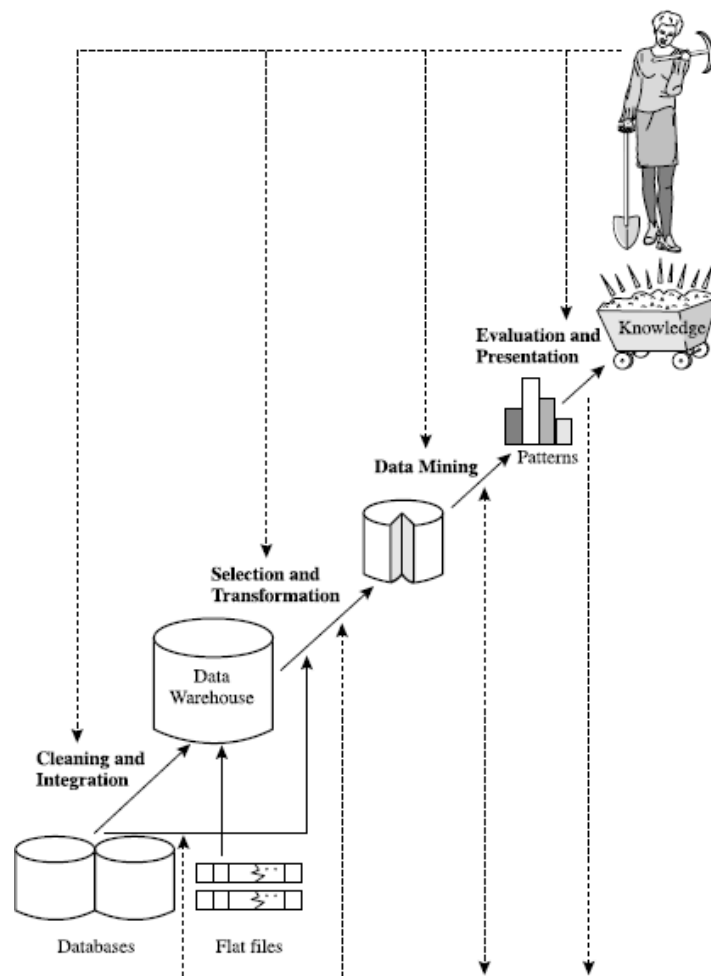 Evaluation and
Presentation
Knowledge
Patterns
Data Mining
Selection and
Transformation
Data
Warehouse
Cleaning and
Integration
Databases
Flat files